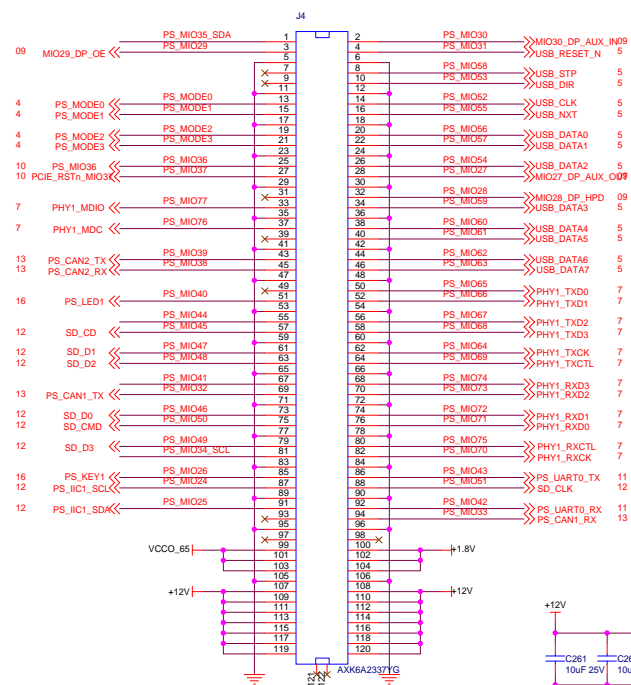 J4
PS_MIO35_SDA 1 2 PS_MIO30 MIO30_DP_AUX_IN 09
09 MIO29_DP_OE PS_MIO29 3 4 PS_MIO31 USB_RESET_N 5
5 6
7 8 PS_MIO58 USB_STP 5
9 10 PS_MIO53 USB_DIR 5
11 12
4 PS_MODE0 PS_MODE0 13 14 PS_MIO52 USB_CLK 5
4 PS_MODE1 PS_MODE1 15 16 PS_MIO55 USB_NXT 5
17 18
4 PS_MODE2 PS_MODE2 19 20 PS_MIO56 USB_DATA0 5
4 PS_MODE3 PS_MODE3 21 22 PS_MIO57 USB_DATA1 5
23 24
10 PS_MIO36 PS_MIO36 25 26 PS_MIO54 USB_DATA2 5
10 PCIE_RSTn_MIO37 PS_MIO37 27 28 PS_MIO27 MIO27_DP_AUX_OUT 09
29 30
31 32 PS_MIO28 MIO28_DP_HPD 09
7 PHY1_MDIO PS_MIO77 33 34 PS_MIO59 USB_DATA3 5
35 36
7 PHY1_MDC PS_MIO76 37 38 PS_MIO60 USB_DATA4 5
39 40 PS_MIO61 USB_DATA5 5
41 42
13 PS_CAN2_TX PS_MIO39 43 44 PS_MIO62 USB_DATA6 5
13 PS_CAN2_RX PS_MIO38 45 46 PS_MIO63 USB_DATA7 5
47 48
49 50 PS_MIO65 PHY1_TXD0 7
16 PS_LED1 PS_MIO40 51 52 PS_MIO66 PHY1_TXD1 7
53 54
PS_MIO44 55 56 PS_MIO67 PHY1_TXD2 7
12 SD_CD PS_MIO45 57 58 PS_MIO68 PHY1_TXD3 7
59 60
12 SD_D1 PS_MIO47 61 62 PS_MIO64 PHY1_TXCK 7
12 SD_D2 PS_MIO48 63 64 PS_MIO69 PHY1_TXCTL 7
65 66
PS_MIO41 67 68 PS_MIO74 PHY1_RXD3 7
13 PS_CAN1_TX PS_MIO32 69 70 PS_MIO73 PHY1_RXD2 7
71 72
12 SD_D0 PS_MIO46 73 74 PS_MIO72 PHY1_RXD1 7
12 SD_CMD PS_MIO50 75 76 PS_MIO71 PHY1_RXD0 7
77 78
12 SD_D3 PS_MIO49 79 80 PS_MIO75 PHY1_RXCTL 7
PS_MIO34_SCL 81 82 PS_MIO70 PHY1_RXCK 7
83 84
16 PS_KEY1 PS_MIO26 85 86 PS_MIO43 PS_UART0_TX 11
12 PS_IIC1_SCL PS_MIO24 87 88 PS_MIO51 SD_CLK 12
89 90
12 PS_IIC1_SDA PS_MIO25 91 92 PS_MIO42 PS_UART0_RX 11
93 94 PS_MIO33 PS_CAN1_RX 13
95 96
97 98
VCCO_65 99 100 +1.8V
101 102
103 104
105 106
+12V 107 108 +12V
109 110
111 112
113 114
115 116
117 118
119 120
121 122
AXK6A2337YG
+12V
C261
10uF 25V